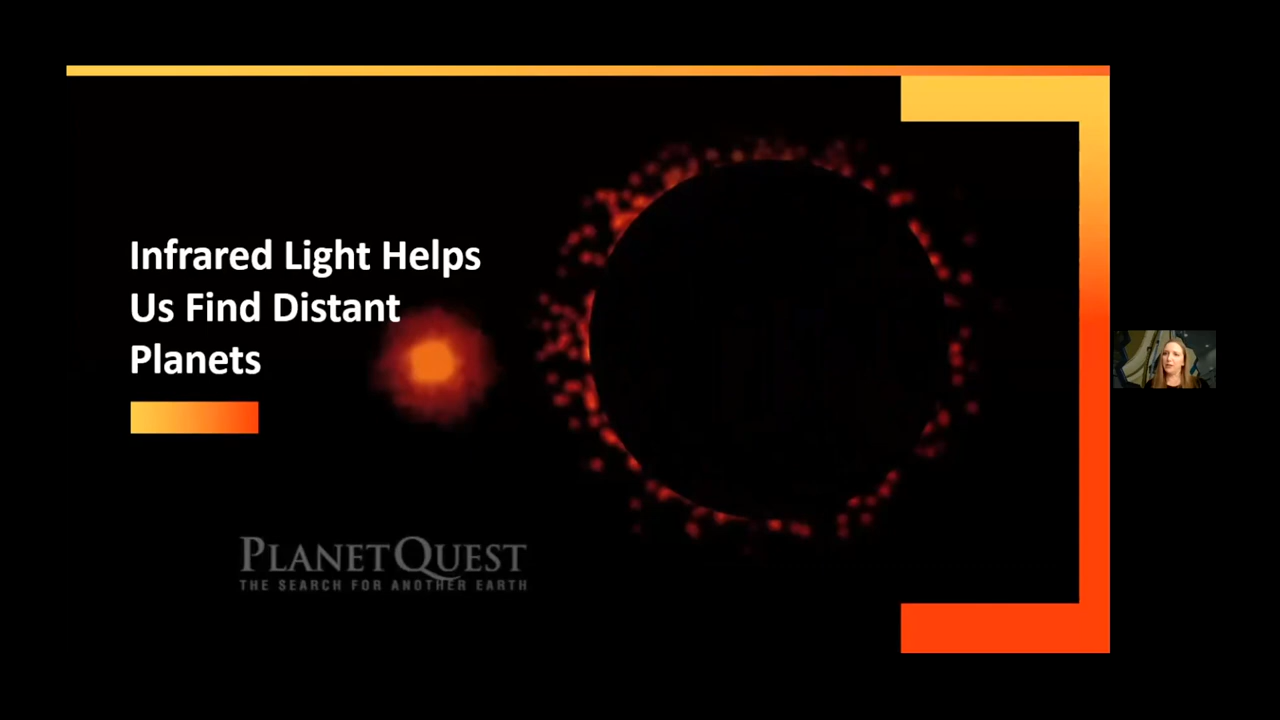 Infrared Light Helps
Us Find Distant
Planets
PLANETQUEST
THE SEARCH FOR ANOTHER EARTH